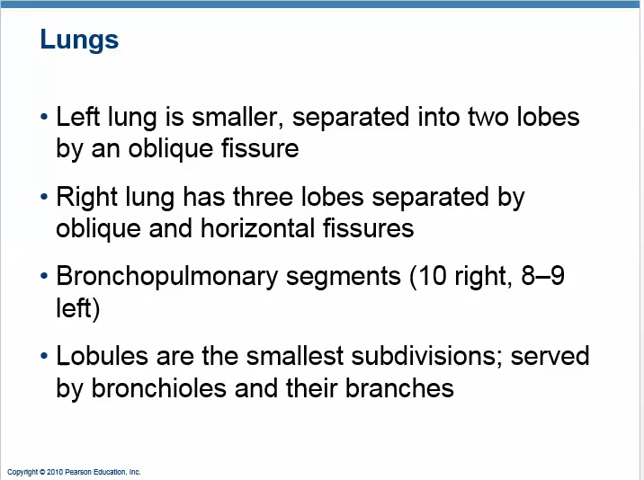 Lungs
• Left lung is smaller, separated into two lobes
by an oblique fissure
• Right lung has three lobes separated by
oblique and horizontal fissures
• Bronchopulmonary segments (10 right, 8–9
left)
• Lobules are the smallest subdivisions; served
by bronchioles and their branches
Copyright © 2010 Pearson Education, Inc.